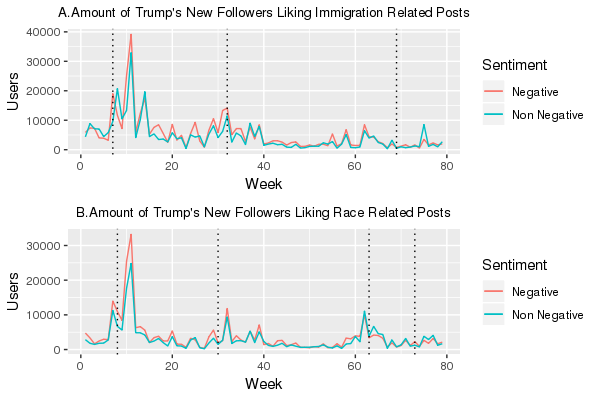 A.Amount of Trump's New Followers Liking Immigration Related Posts
40000
30000
20000
10000
0
Users
0 20 40 60 80
Week
Sentiment
Negative
Non Negative
B.Amount of Trump's New Followers Liking Race Related Posts
30000
20000
10000
0
Users
0 20 40 60 80
Week
Sentiment
Negative
Non Negative